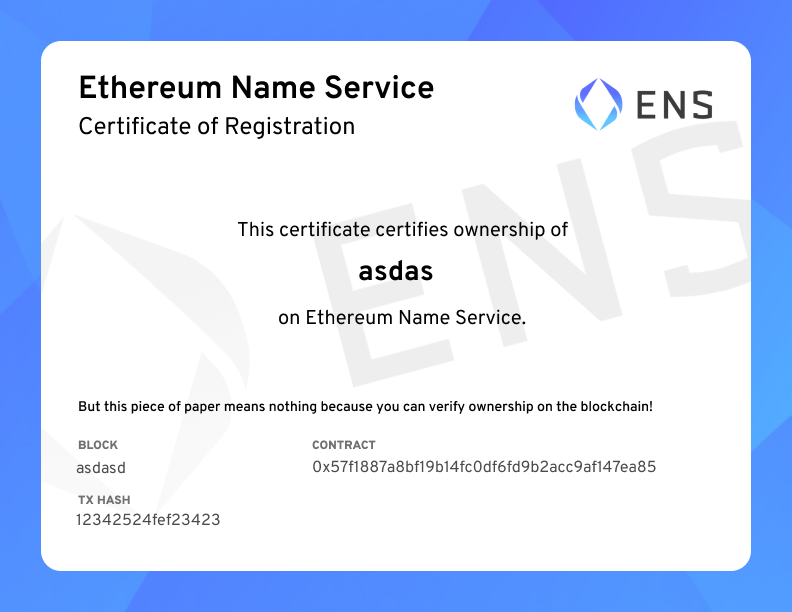 Ethereum Name Service
Certificate of Registration
ENS
This certificate certifies ownership of
asdas
on Ethereum Name Service.
ENS
But this piece of paper means nothing because you can verify ownership on the blockchain!
BLOCK
asdasd
CONTRACT
0x57f1887a8bf19b14fc0df6fd9b2acc9af147ea85
TX HASH
12342524fef23423